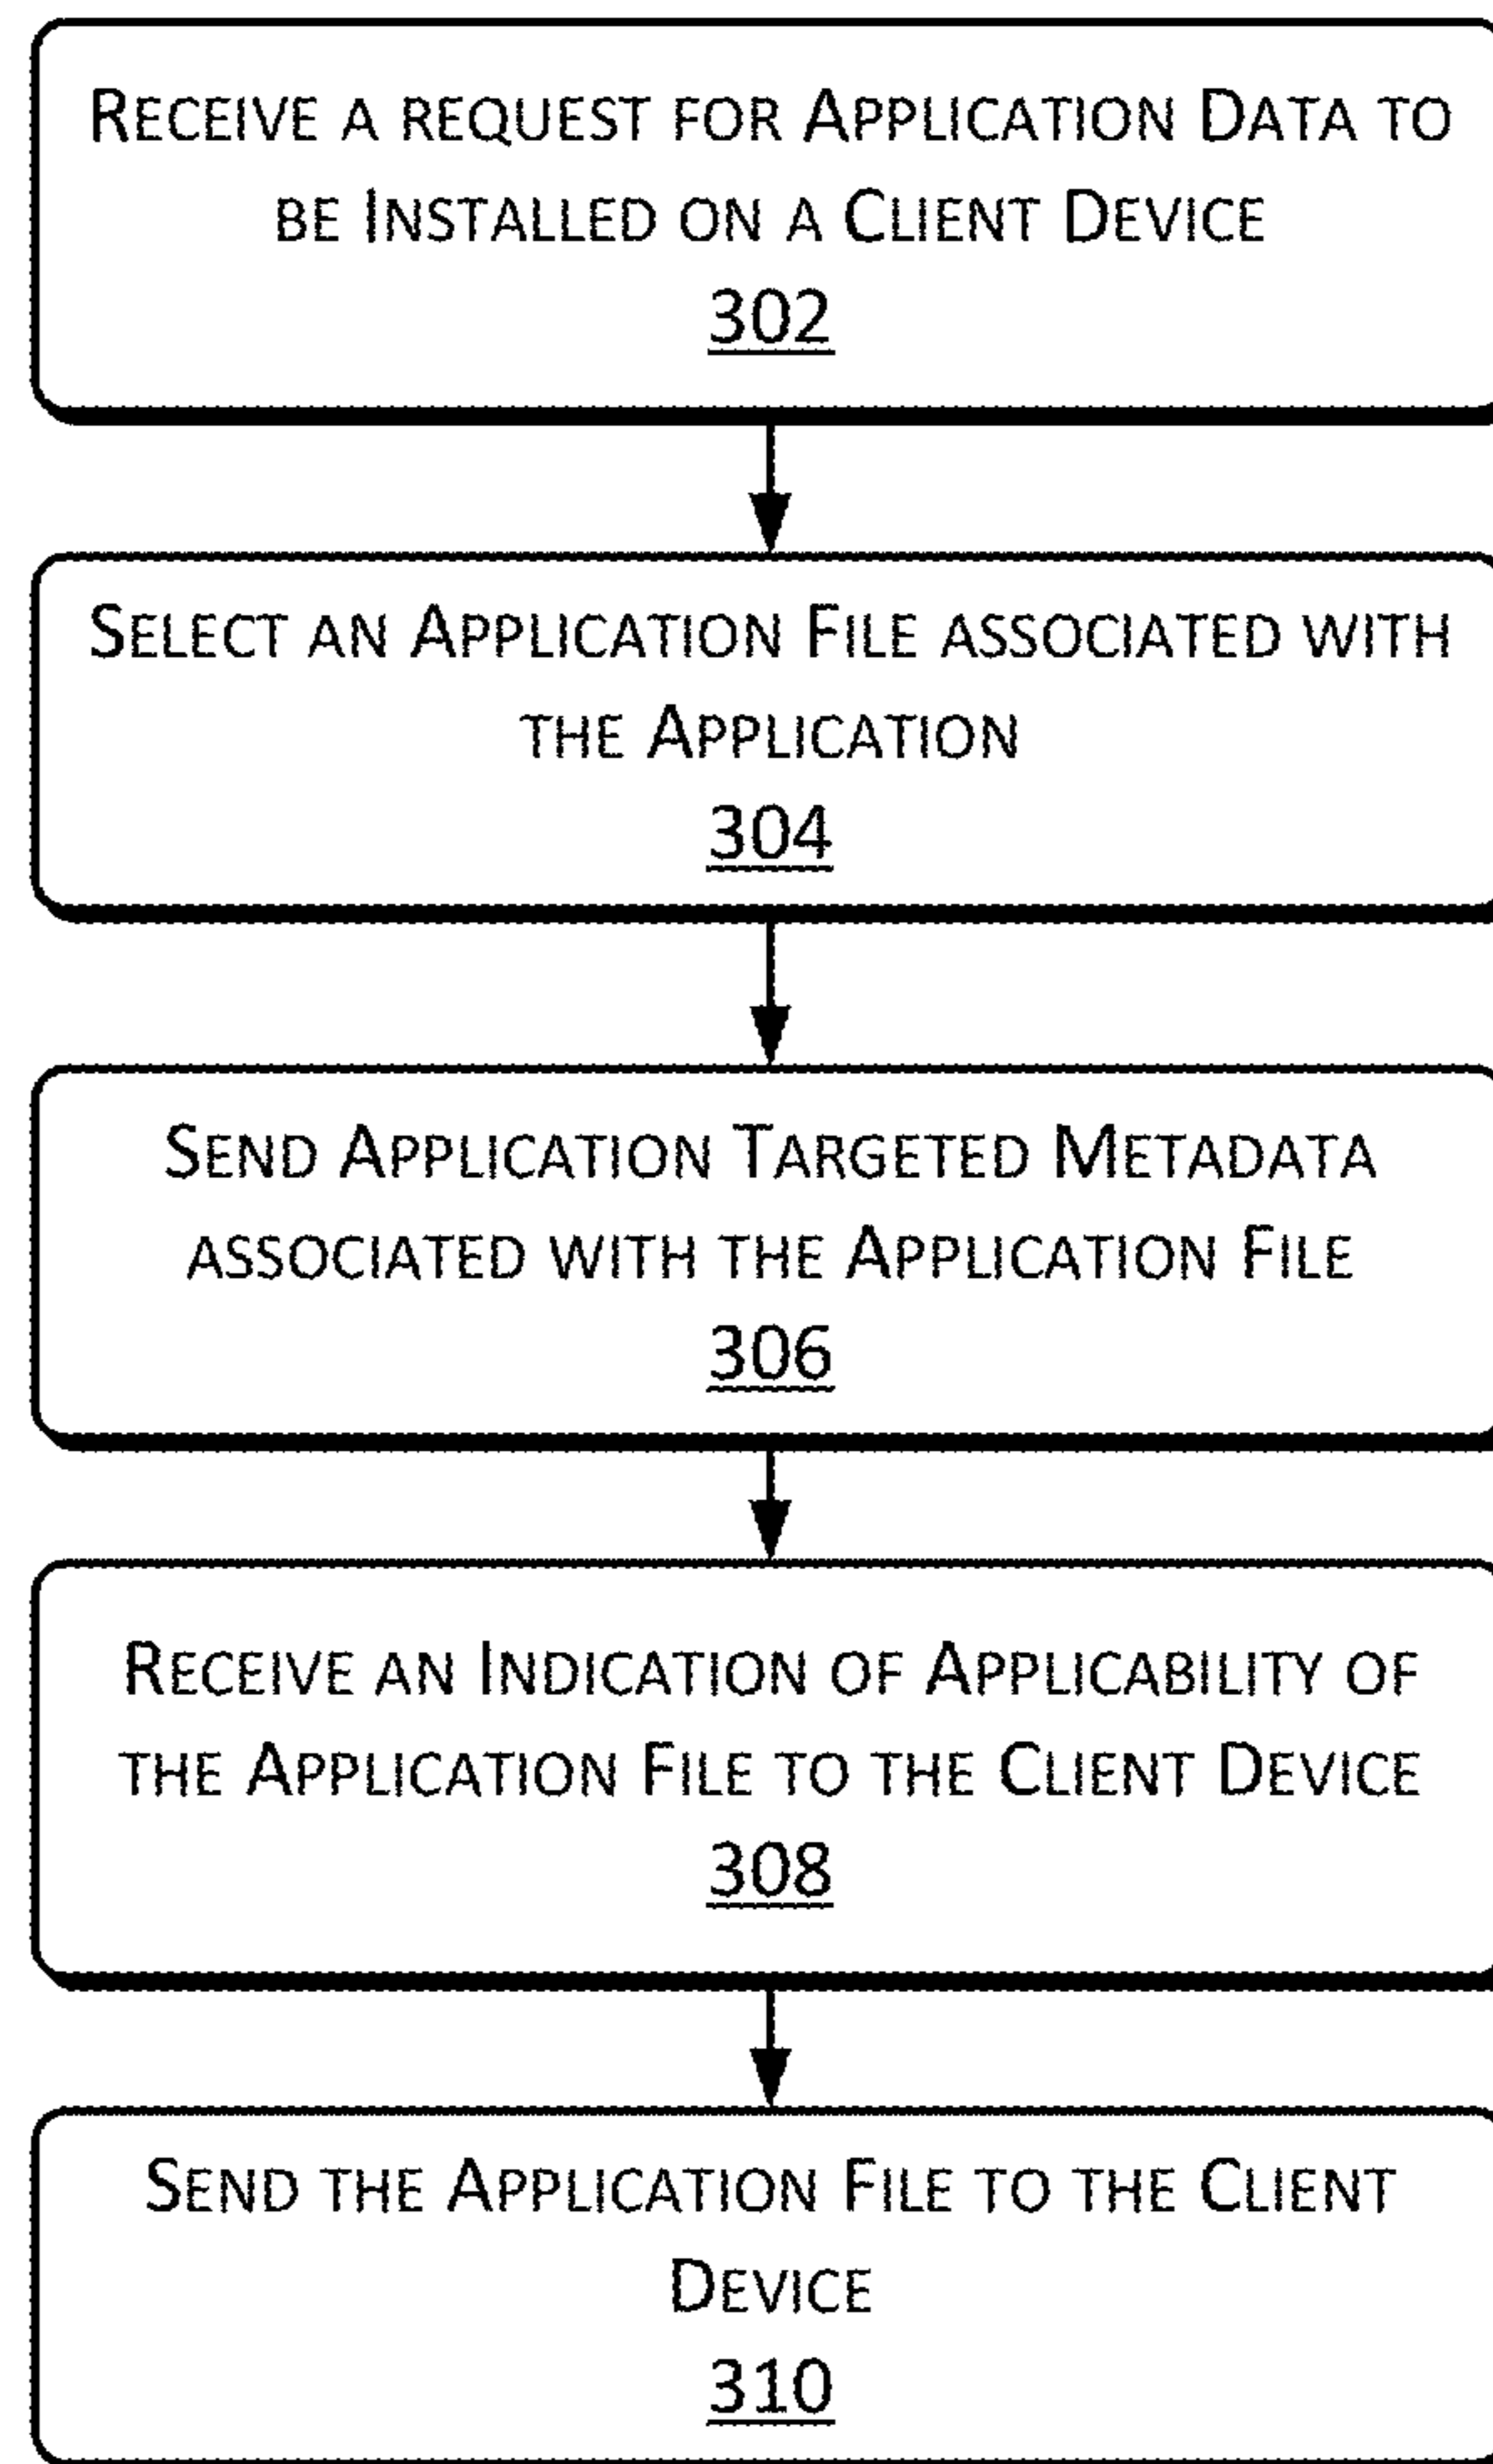 RECEIVE A REQUEST FOR APPLICATION DATA TO
BE INSTALLED ON A CLIENT DEVICE
302
SELECT AN APPLICATION FILE ASSOCIATED WITH
THE APPLICATION
304
SEND APPLICATION TARGETED METADATA
ASSOCIATED WITH THE APPLICATION FILE
306
RECEIVE AN INDICATION OF APPLICABILITY OF
THE APPLICATION FILE TO THE CLIENT DEVICE
308
SEND THE APPLICATION FILE TO THE CLIENT
DEVICE
310